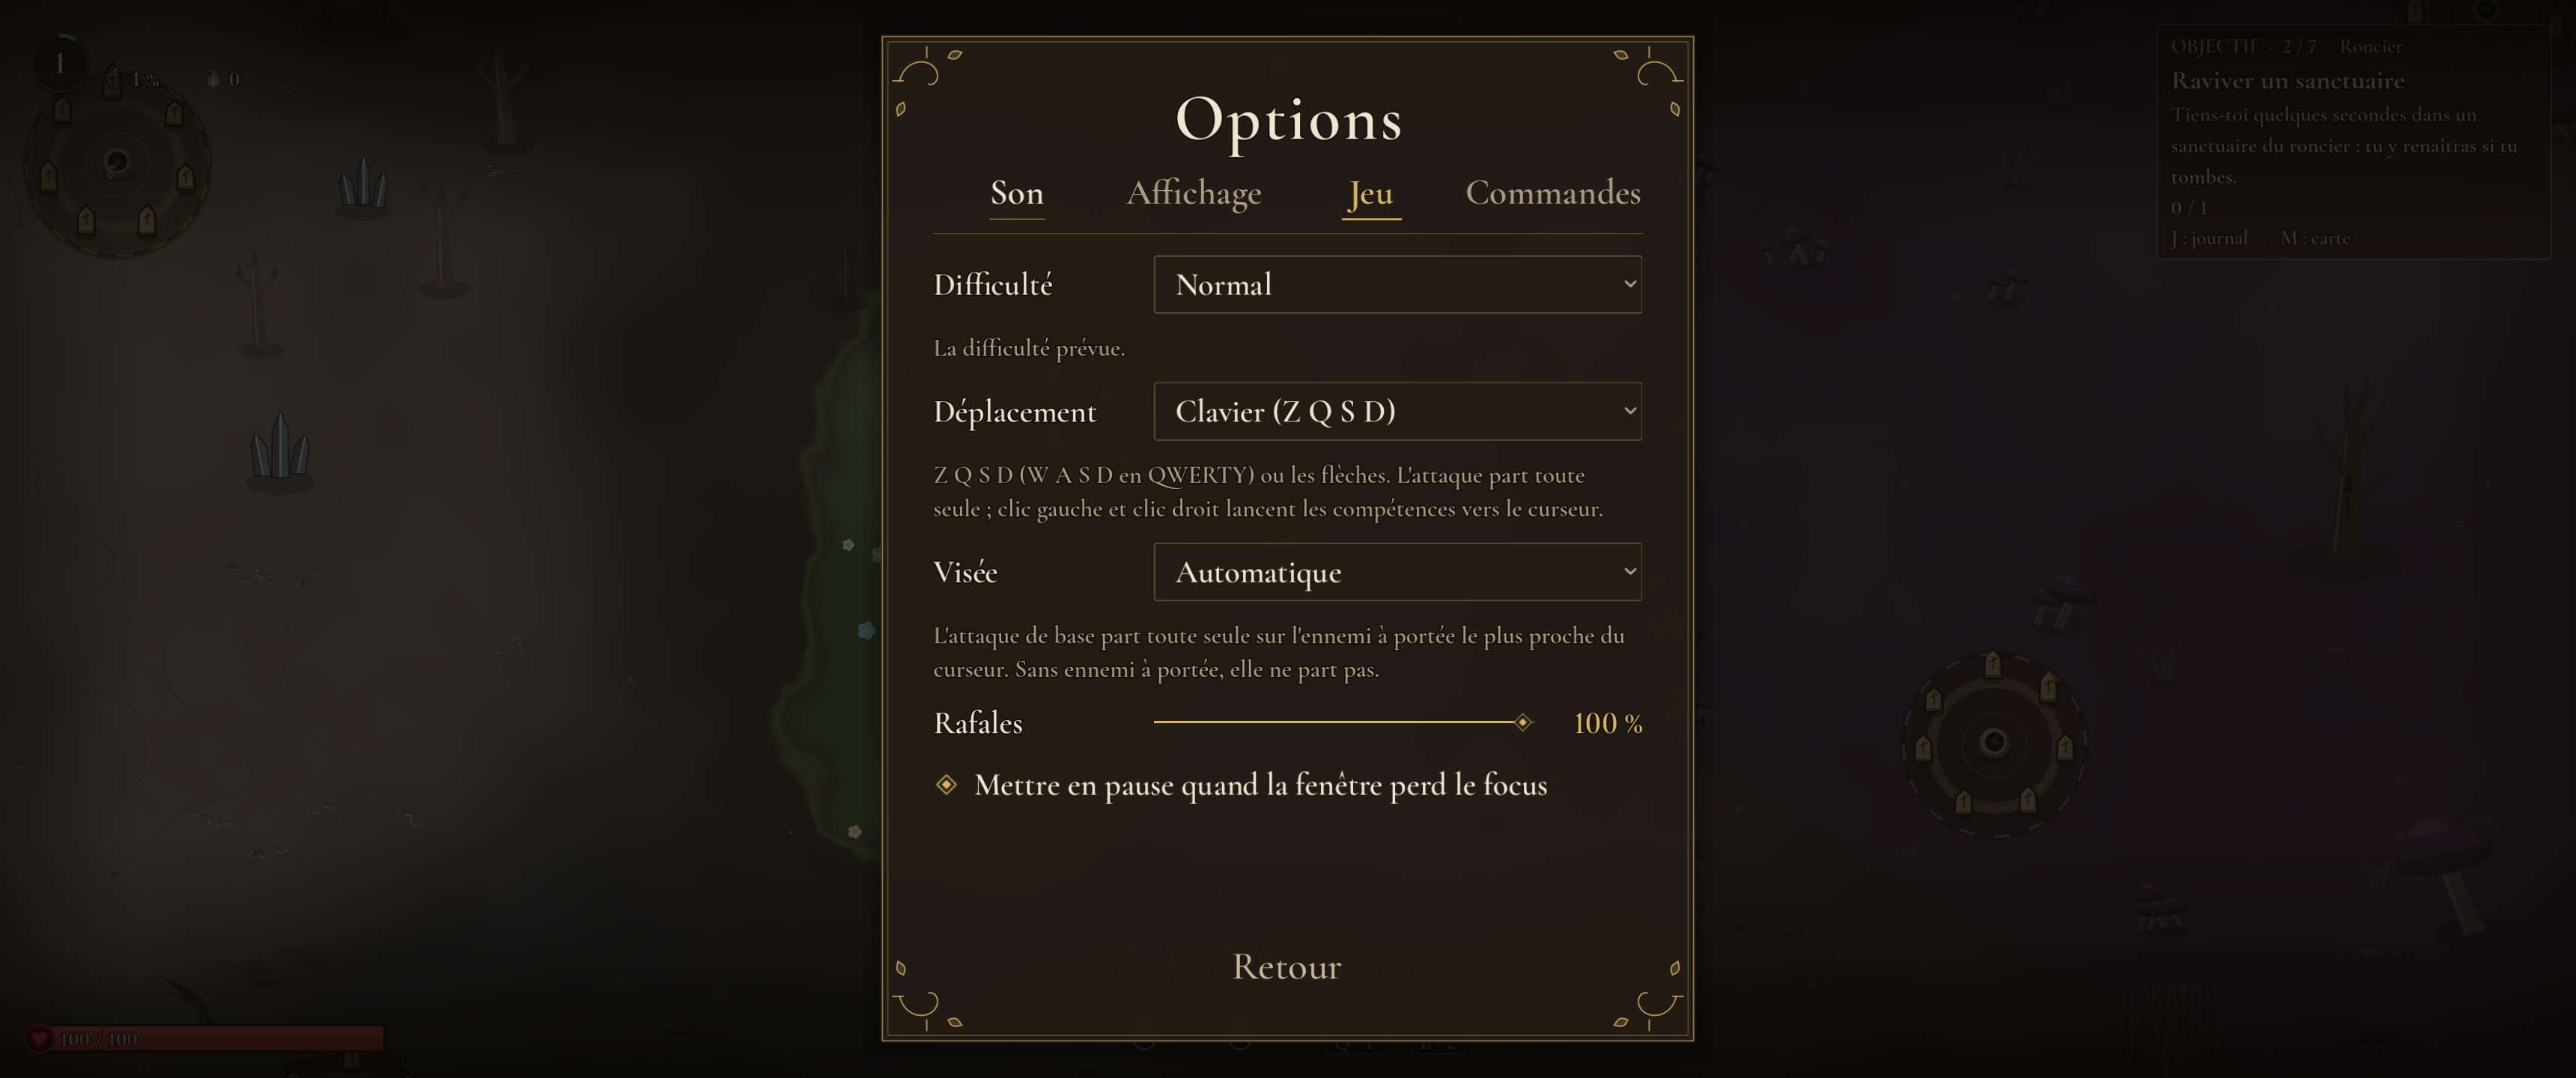 1
1 %
0
OBJECTIF · 2 / 7 · Roncier
Raviver un sanctuaire
Tiens-toi quelques secondes dans un
sanctuaire du roncier : tu y renaitras si tu
tombes.
0 / 1
J : journal · M : carte
Options
Son Affichage Jeu Commandes
Difficulté Normal
La difficulté prévue.
Déplacement Clavier (Z Q S D)
Z Q S D (W A S D en QWERTY) ou les flèches. L'attaque part toute
seule ; clic gauche et clic droit lancent les compétences vers le curseur.
Visée Automatique
L'attaque de base part toute seule sur l'ennemi à portée le plus proche du
curseur. Sans ennemi à portée, elle ne part pas.
Rafales 100 %
Mettre en pause quand la fenêtre perd le focus
Retour
100 / 100